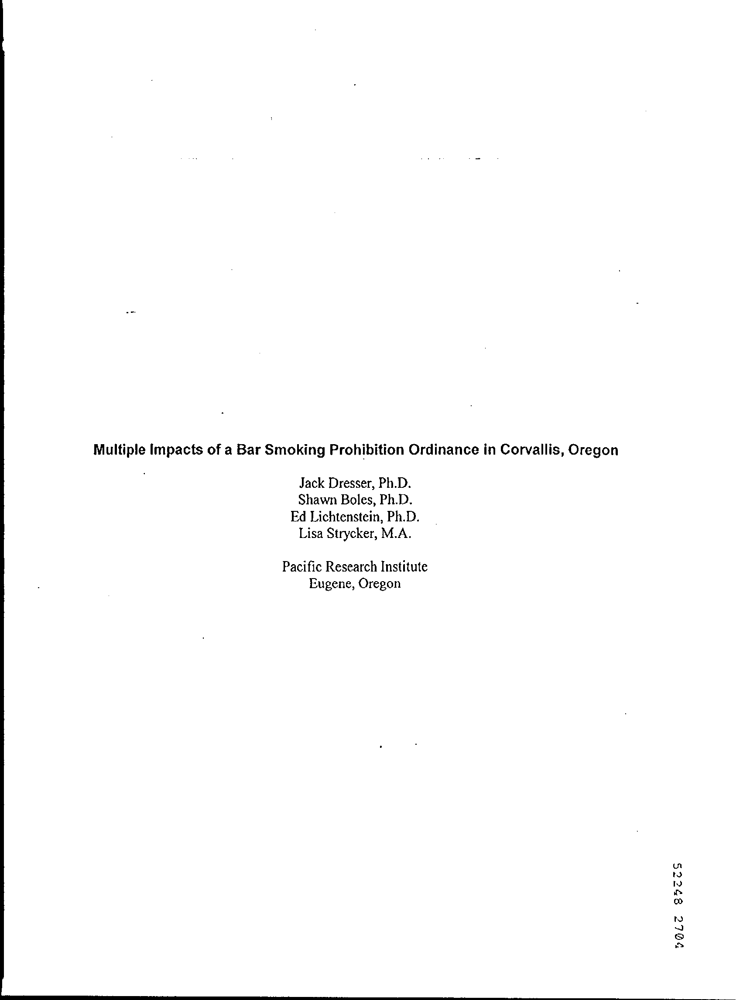 Multiple Impacts of a Bar Smoking Prohibition Ordinance in Corvallis, Oregon
Jack Dresser, Ph.D.
Shawn Boles, Ph.D.
Ed Lichtenstein, Ph.D.
Lisa Strycker, M.A.
Pacific Research Institute
Eugene, Oregon
52248 2704